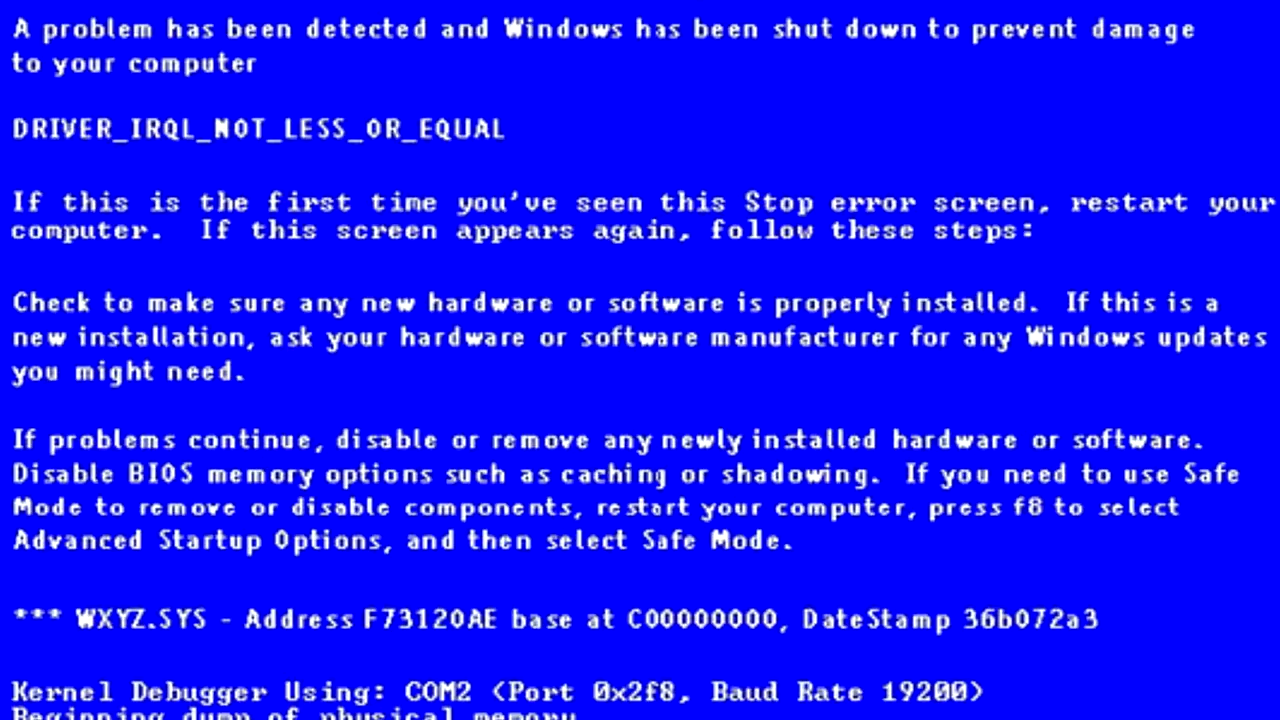 A problem has been detected and Windows has been shut down to prevent damage
to your computer
DRIVER_IRQL_NOT_LESS_OR_EQUAL
If this is the first time you've seen this Stop error screen, restart your
computer.  If this screen appears again, follow these steps:
Check to make sure any new hardware or software is properly installed.  If this is a
new installation, ask your hardware or software manufacturer for any Windows updates
you might need.
If problems continue, disable or remove any newly installed hardware or software.
Disable BIOS memory options such as caching or shadowing.  If you need to use Safe
Mode to remove or disable components, restart your computer, press f8 to select
Advanced Startup Options, and then select Safe Mode.
*** WXYZ.SYS - Address F73120AE base at C00000000, DateStamp 36b072a3
Kernel Debugger Using: COM2 (Port 0x2f8, Baud Rate 19200)
Beginning dump of physical memory